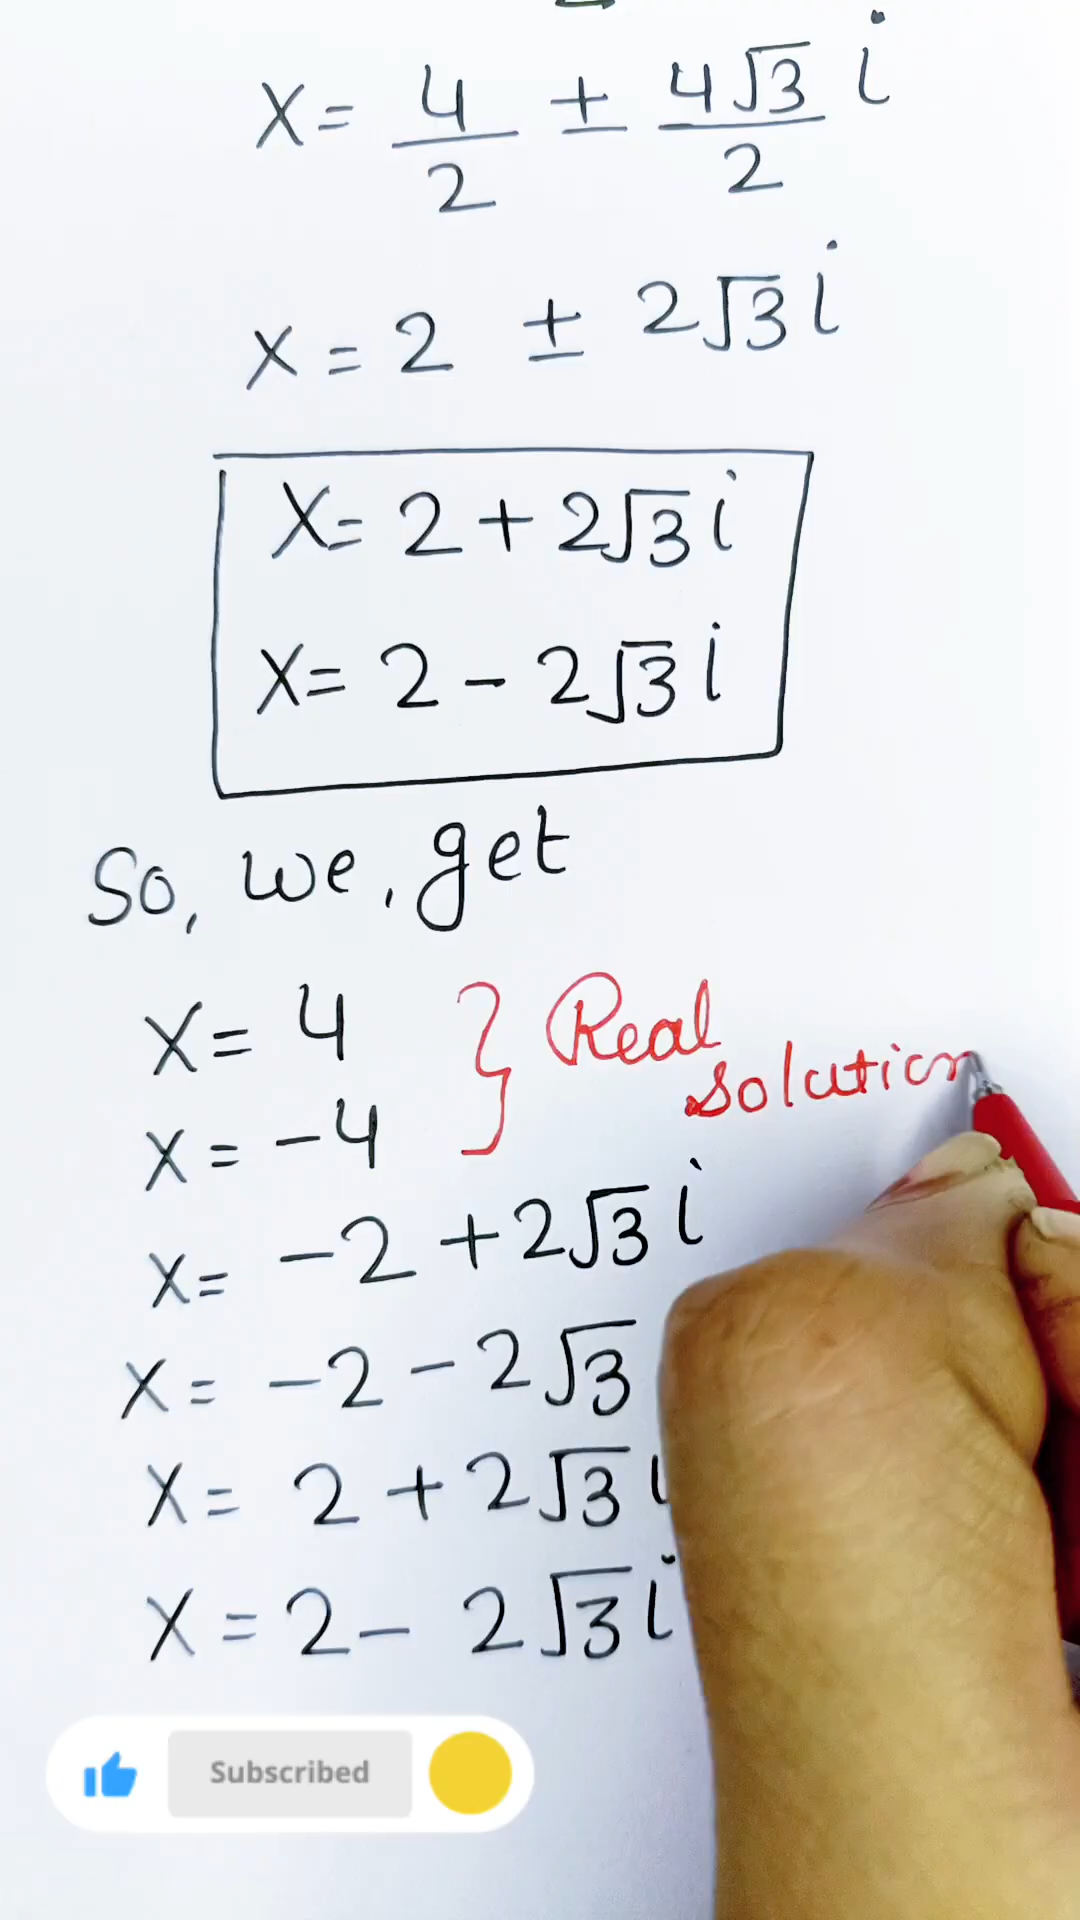 x = 4/2 ± 4√3/2 i
x = 2 ± 2√3 i
x = 2 + 2√3 i
x = 2 - 2√3 i
So, we, get
x = 4
x = -4
} Real
solution
x = -2 + 2√3 i
x = -2 - 2√3
x = 2 + 2√3 i
x = 2 - 2√3 i
Subscribed